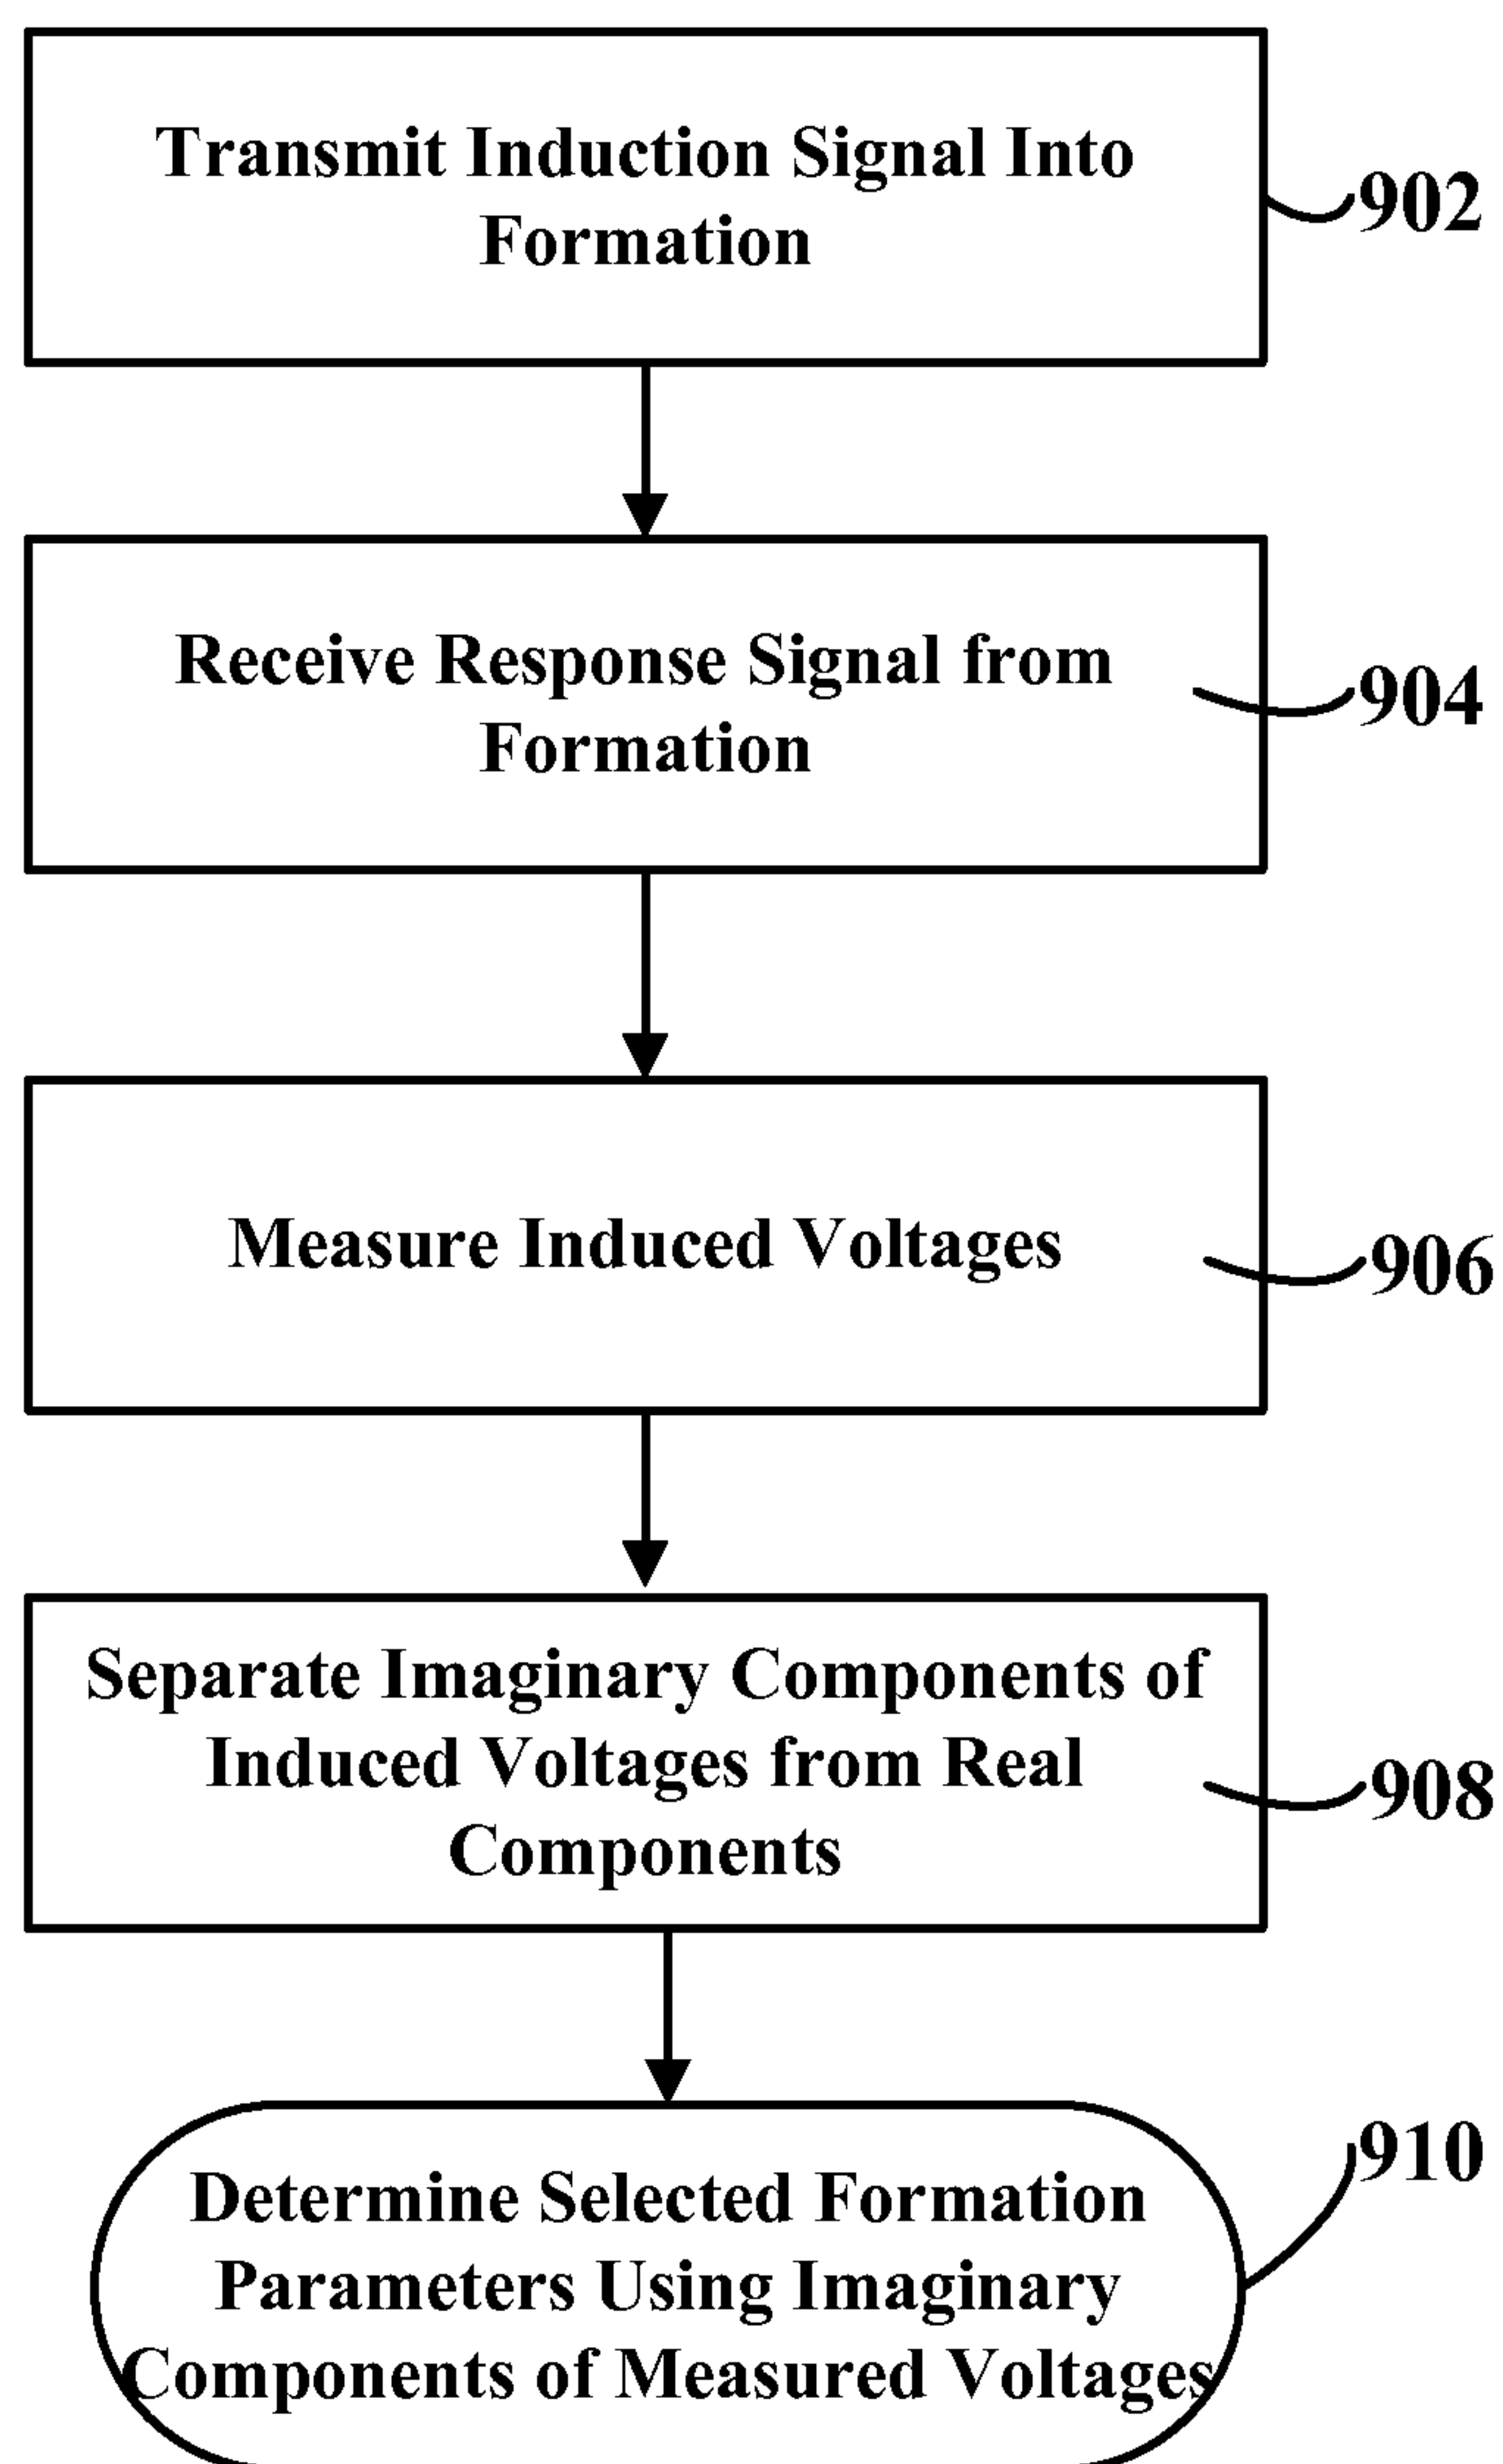 Transmit Induction Signal Into
Formation
902
Receive Response Signal from
Formation
904
Measure Induced Voltages
906
Separate Imaginary Components of
Induced Voltages from Real
Components
908
Determine Selected Formation
Parameters Using Imaginary
Components of Measured Voltages
910